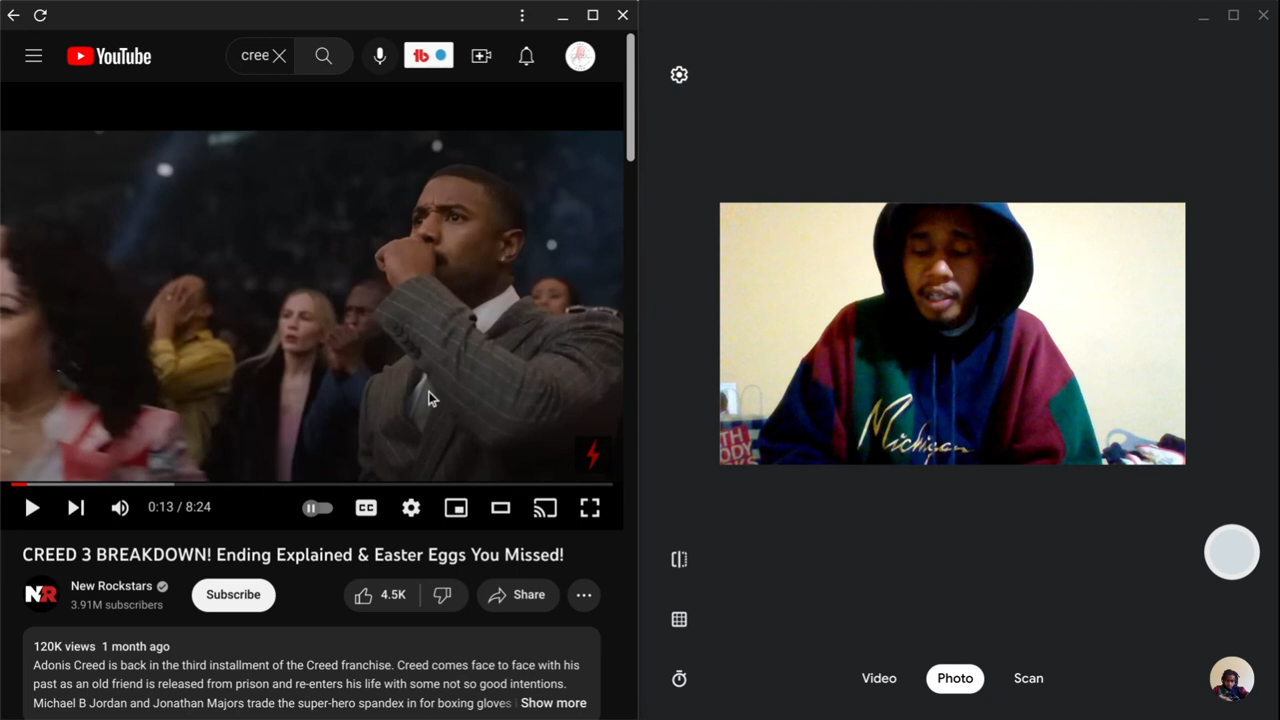 YouTube
cree
tb
0:13 / 8:24
CC
CREED 3 BREAKDOWN! Ending Explained & Easter Eggs You Missed!
NR
New Rockstars
3.91M subscribers
Subscribe
4.5K
Share
120K views 1 month ago
Adonis Creed is back in the third installment of the Creed franchise. Creed comes face to face with his
past as an old friend is released from prison and re-enters his life with some not so good intentions.
Michael B Jordan and Jonathan Majors trade the super-hero spandex in for boxing gloves Show more
Michigan
Video
Photo
Scan